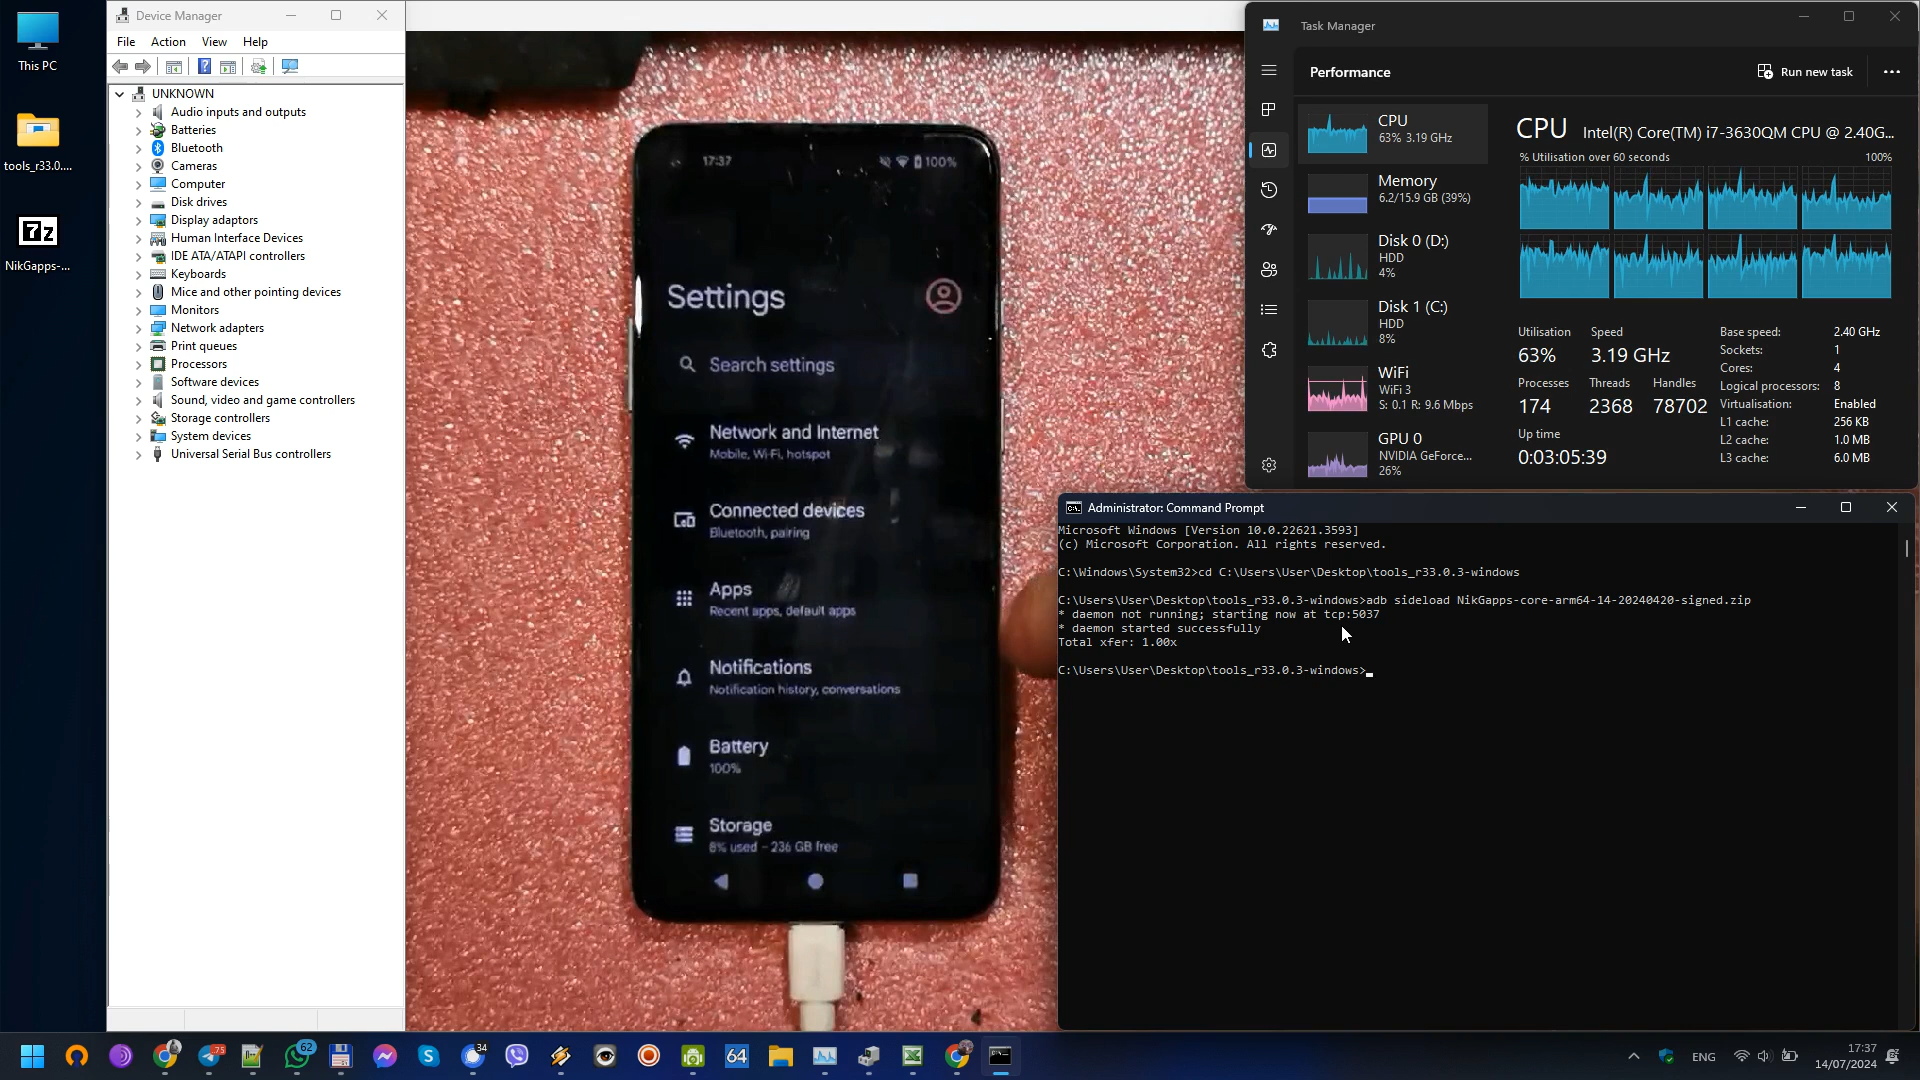 This PC
tools_r33.0....
7z
NikGapps-...
Device Manager
File Action View Help
UNKNOWN
Audio inputs and outputs
Batteries
Bluetooth
Cameras
Computer
Disk drives
Display adaptors
Human Interface Devices
IDE ATA/ATAPI controllers
Keyboards
Mice and other pointing devices
Monitors
Network adapters
Print queues
Processors
Software devices
Sound, video and game controllers
Storage controllers
System devices
Universal Serial Bus controllers
17:37
100%
Settings
Search settings
Network and Internet
Mobile, Wi-Fi, hotspot
Connected devices
Bluetooth, pairing
Apps
Recent apps, default apps
Notifications
Notification history, conversations
Battery
100%
Storage
8% used – 236 GB free
Task Manager
Performance
Run new task
CPU
63% 3.19 GHz
Memory
6.2/15.9 GB (39%)
Disk 0 (D:)
HDD
4%
Disk 1 (C:)
HDD
8%
WiFi
WiFi 3
S: 0.1 R: 9.6 Mbps
GPU 0
NVIDIA GeForce...
26%
CPU Intel(R) Core(TM) i7-3630QM CPU @ 2.40G...
% Utilisation over 60 seconds 100%
Utilisation Speed
63% 3.19 GHz
Processes Threads Handles
174 2368 78702
Up time
0:03:05:39
Base speed: 2.40 GHz
Sockets: 1
Cores: 4
Logical processors: 8
Virtualisation: Enabled
L1 cache: 256 KB
L2 cache: 1.0 MB
L3 cache: 6.0 MB
Administrator: Command Prompt
Microsoft Windows [Version 10.0.22621.3593]
(c) Microsoft Corporation. All rights reserved.
C:\Windows\System32>cd C:\Users\User\Desktop\tools_r33.0.3-windows
C:\Users\User\Desktop\tools_r33.0.3-windows>adb sideload NikGapps-core-arm64-14-20240420-signed.zip
* daemon not running; starting now at tcp:5037
* daemon started successfully
Total xfer: 1.00x
C:\Users\User\Desktop\tools_r33.0.3-windows>
.75
62
34
64
ENG
17:37
14/07/2024